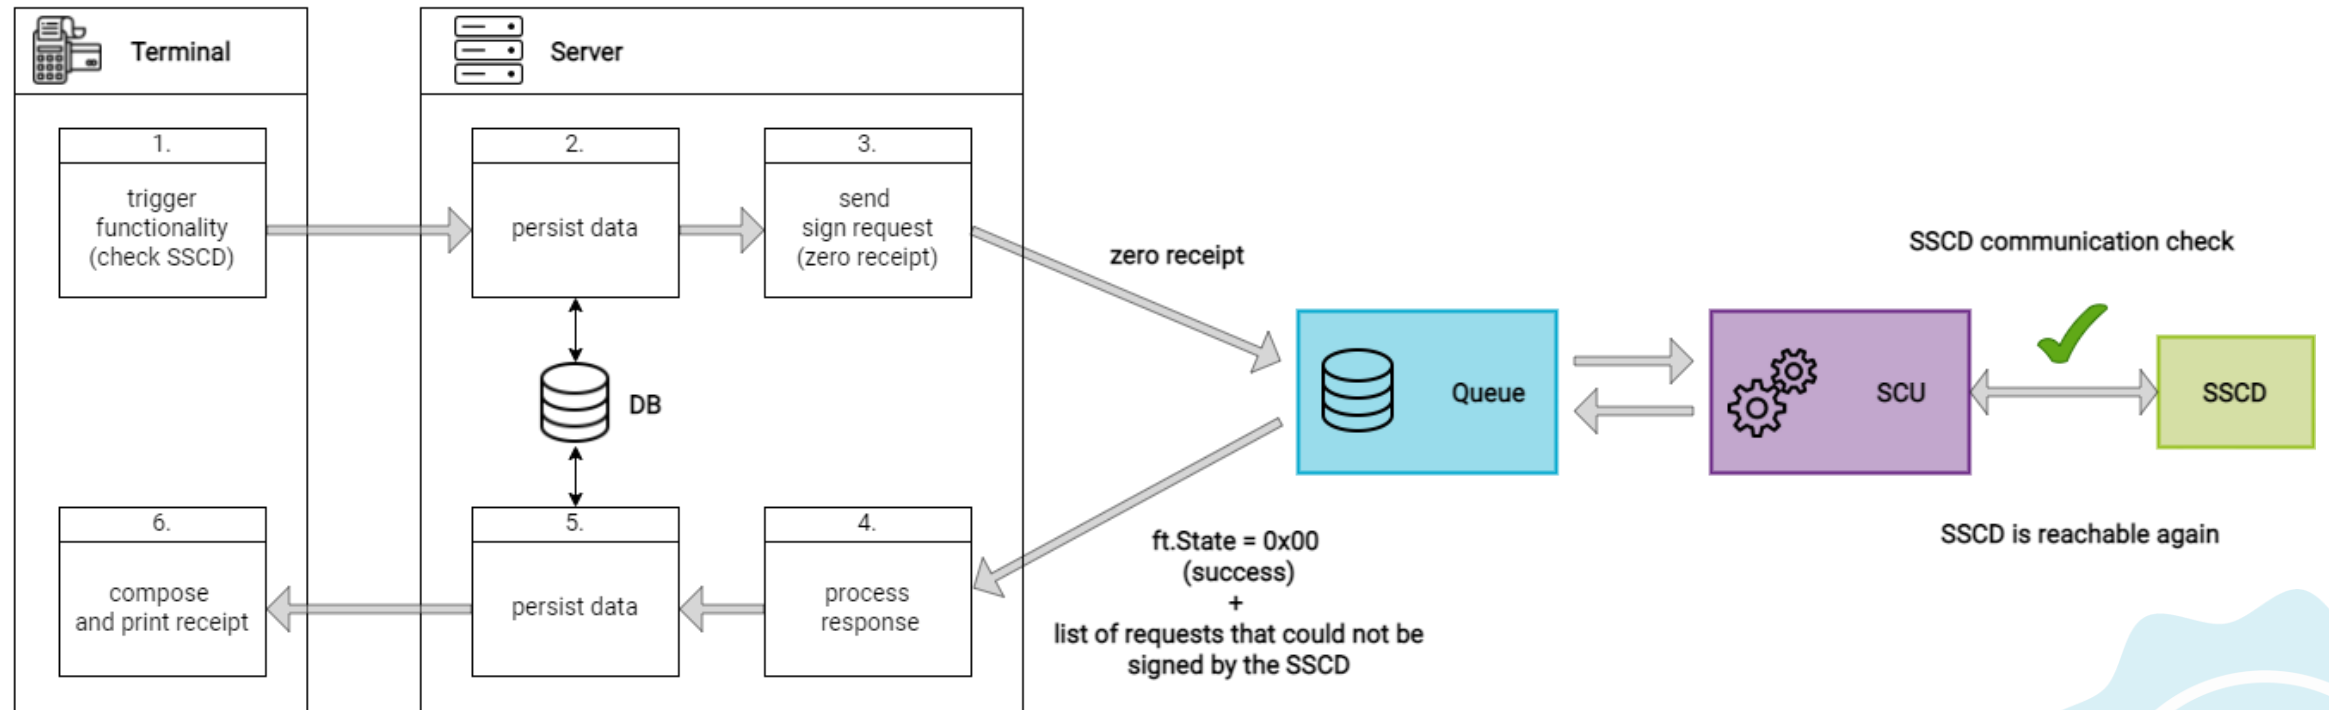 Terminal
Server
1.
trigger
functionality
(check SSCD)
2.
persist data
3.
send
sign request
(zero receipt)
zero receipt
SSCD communication check
DB
Queue
SCU
SSCD
SSCD is reachable again
ft.State = 0x00
(success)
+
list of requests that could not be
signed by the SSCD
4.
process
response
5.
persist data
6.
compose
and print receipt